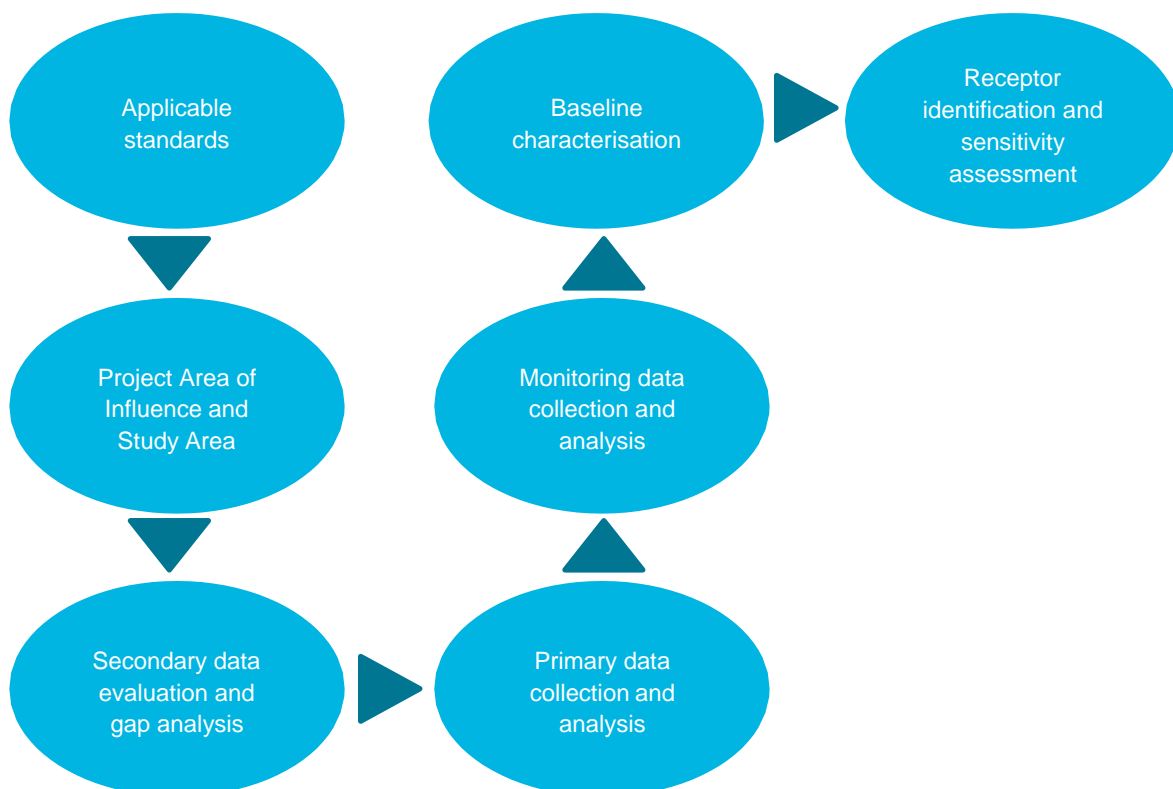 Applicable
standards
Project Area of
Influence and
Study Area
Secondary data
evaluation and
gap analysis
Primary data
collection and
analysis
Monitoring data
collection and
analysis
Baseline
characterisation
Receptor
identification and
sensitivity
assessment